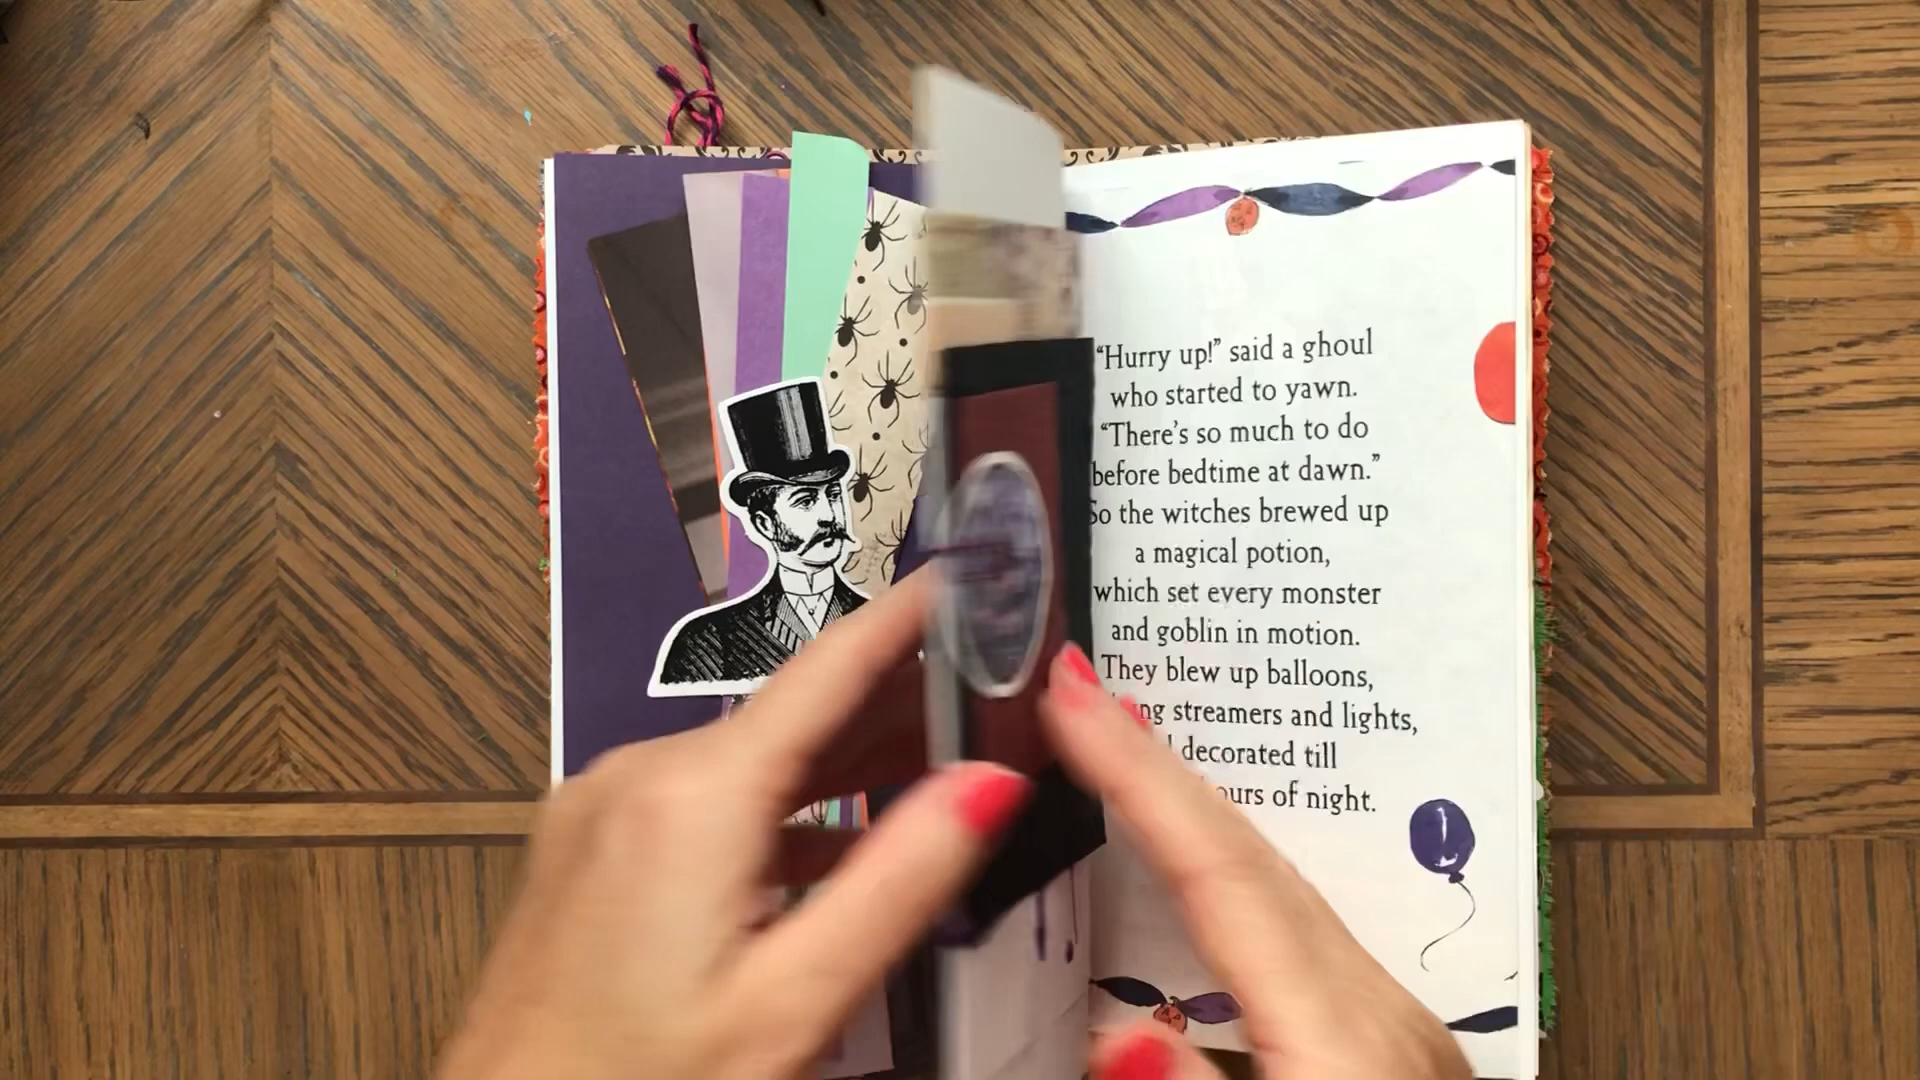 “Hurry up!” said a ghoul
who started to yawn.
“There’s so much to do
before bedtime at dawn.”
So the witches brewed up
a magical potion,
which set every monster
and goblin in motion.
They blew up balloons,
streamers and lights,
decorated till
of night.